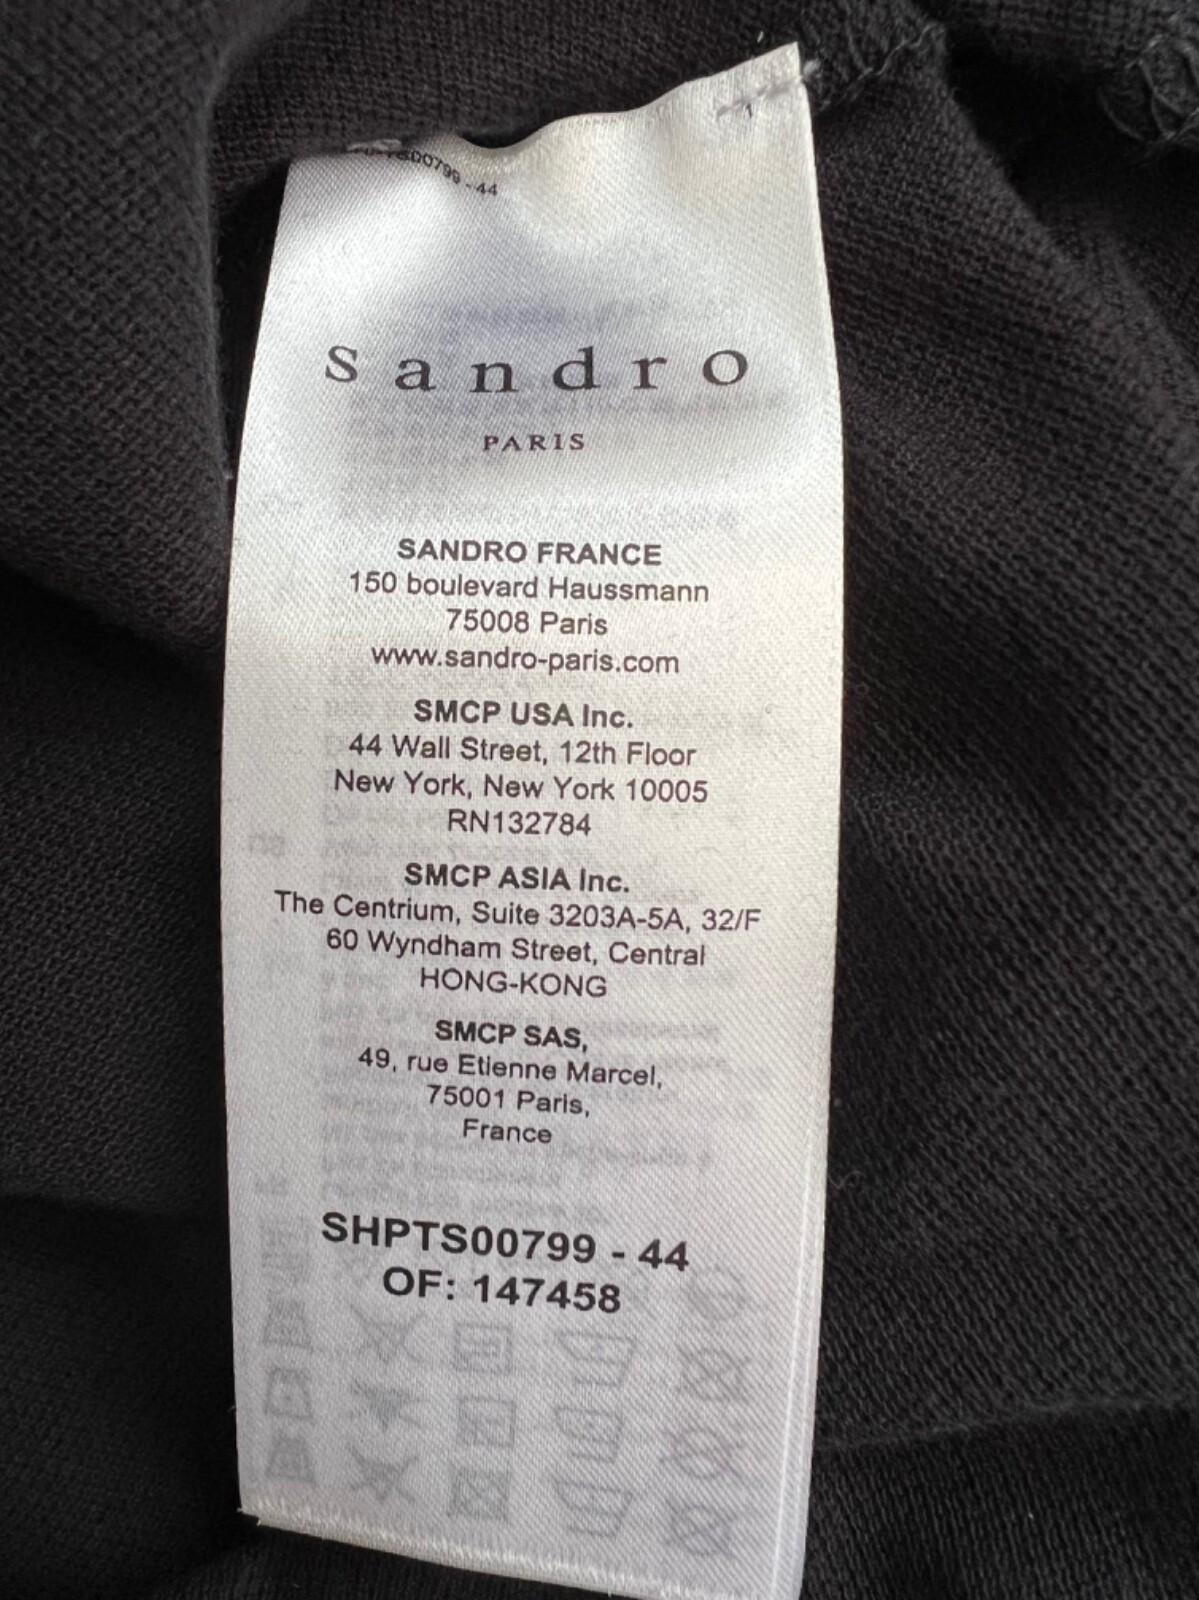 S00799 - 44
1
sandro
PARIS
SANDRO FRANCE
150 boulevard Haussmann
75008 Paris
www.sandro-paris.com
SMCP USA Inc.
44 Wall Street, 12th Floor
New York, New York 10005
RN132784
SMCP ASIA Inc.
The Centrium, Suite 3203A-5A, 32/F
60 Wyndham Street, Central
HONG-KONG
SMCP SAS,
49, rue Etienne Marcel,
75001 Paris,
France
SHPTS00799 - 44
OF: 147458